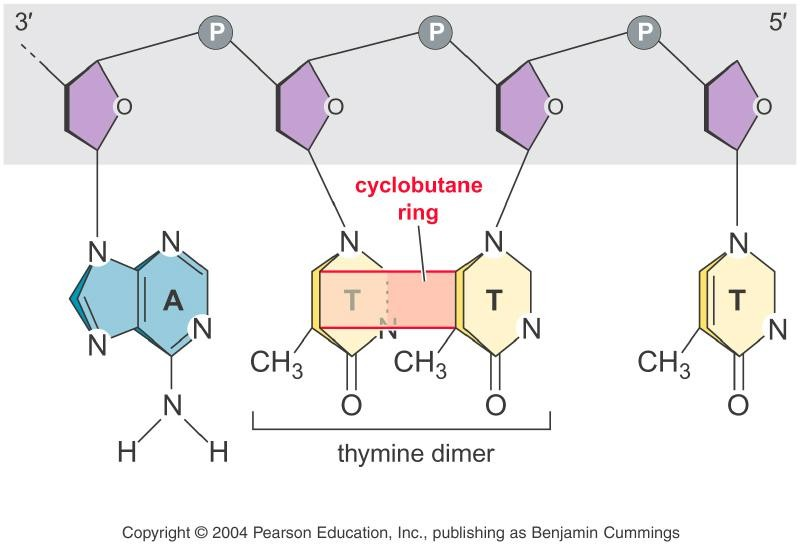 3′ P P P 5′
O O O O
cyclobutane
ring
N N N N N
A T T T
N N N N N
CH3 CH3 CH3
N O O O
H H
thymine dimer
Copyright © 2004 Pearson Education, Inc., publishing as Benjamin Cummings